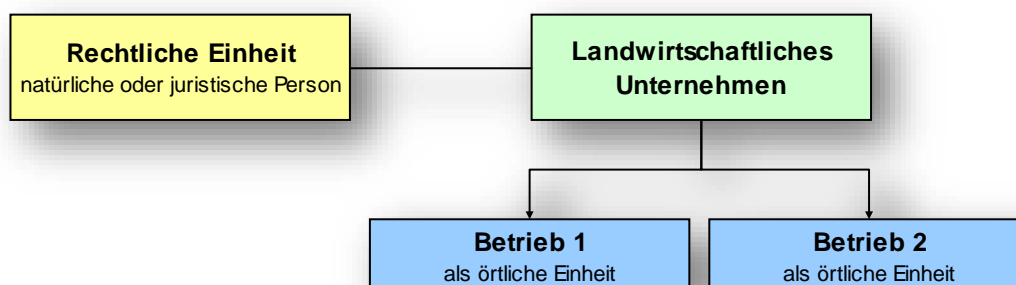 Rechtliche Einheit
natürliche oder juristische Person
Landwirtschaftliches
Unternehmen
Betrieb 1
als örtliche Einheit
Betrieb 2
als örtliche Einheit